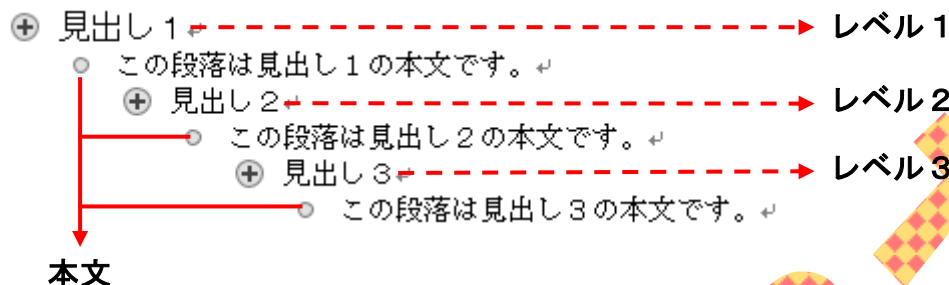 見出し1 レベル1
この段落は見出し1の本文です。
見出し2 レベル2
この段落は見出し2の本文です。
見出し3 レベル3
この段落は見出し3の本文です。
本文